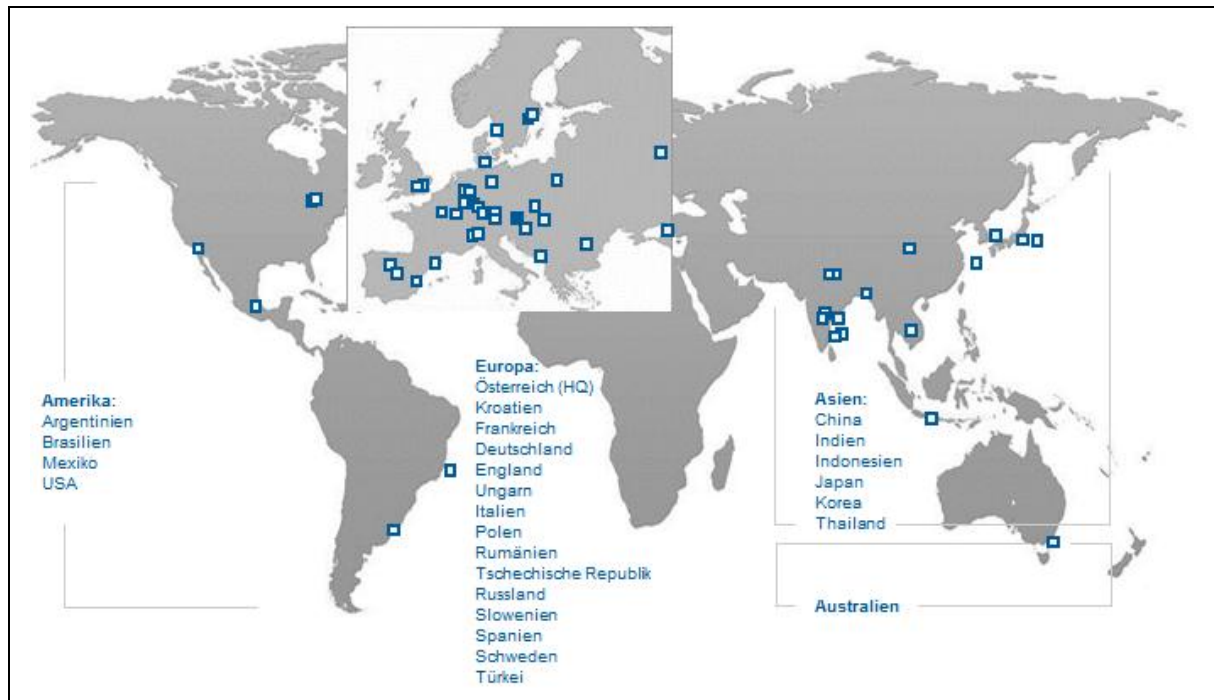 Amerika:
Argentinien
Brasilien
Mexiko
USA
Europa:
Österreich (HQ)
Kroatien
Frankreich
Deutschland
England
Ungarn
Italien
Polen
Rumänien
Tschechische Republik
Russland
Slowenien
Spanien
Schweden
Türkei
Asien:
China
Indien
Indonesien
Japan
Korea
Thailand
Australien